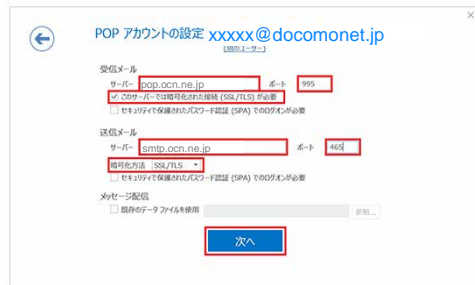 POP アカウントの設定 xxxxx@docomonet.jp
(別のユーザー)
受信メール
サーバー pop.ocn.ne.jp ポート 995
このサーバーでは暗号化された接続 (SSL/TLS) が必要
セキュリティで保護されたパスワード認証 (SPA) でのログオンが必要
送信メール
サーバー smtp.ocn.ne.jp ポート 465
暗号化方法 SSL/TLS
セキュリティで保護されたパスワード認証 (SPA) でのログオンが必要
メッセージ配信
既存のデータ ファイルを使用 参照...
次へ